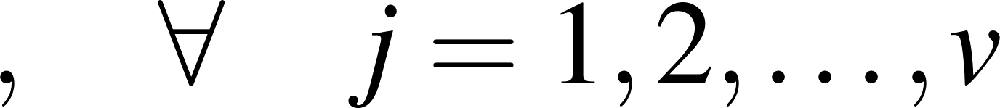 , ∀ j = 1,2,...,v